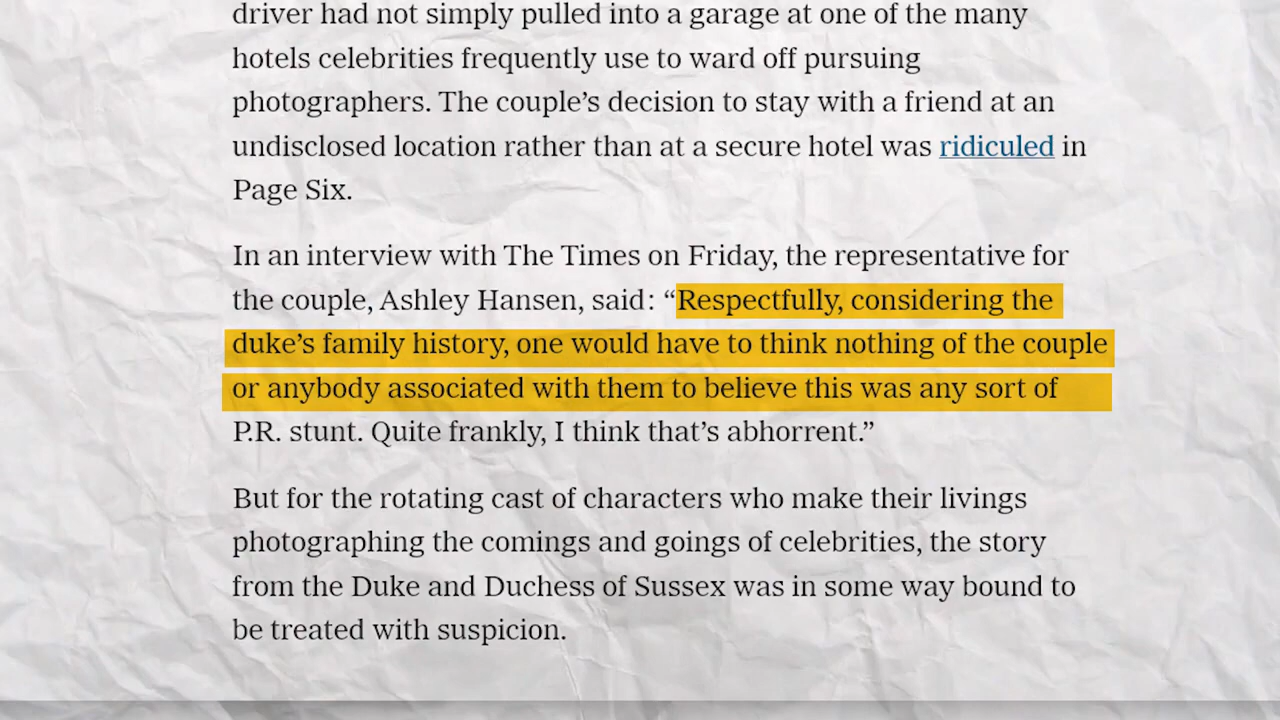 driver had not simply pulled into a garage at one of the many
hotels celebrities frequently use to ward off pursuing
photographers. The couple’s decision to stay with a friend at an
undisclosed location rather than at a secure hotel was ridiculed in
Page Six.
In an interview with The Times on Friday, the representative for
the couple, Ashley Hansen, said: “Respectfully, considering the
duke’s family history, one would have to think nothing of the couple
or anybody associated with them to believe this was any sort of
P.R. stunt. Quite frankly, I think that’s abhorrent.”
But for the rotating cast of characters who make their livings
photographing the comings and goings of celebrities, the story
from the Duke and Duchess of Sussex was in some way bound to
be treated with suspicion.